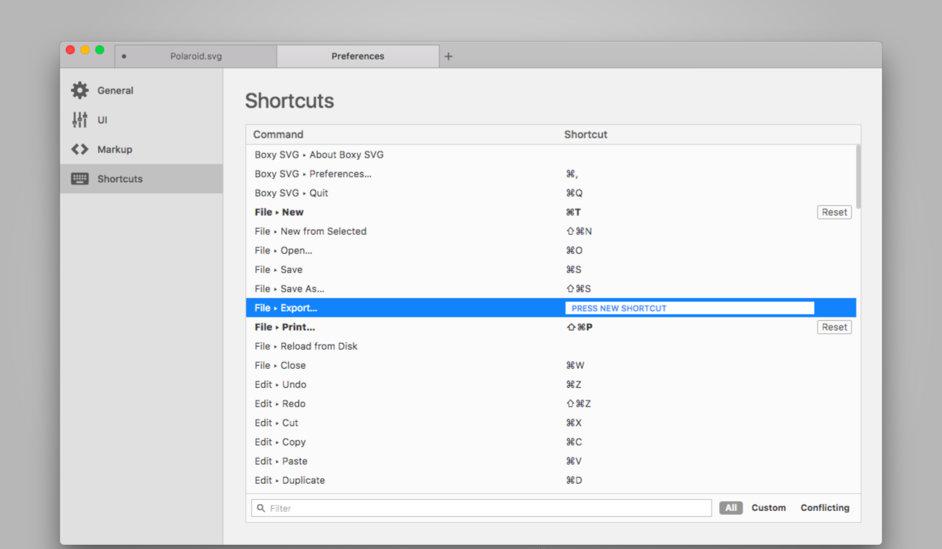 Polaroid.svg Preferences +
General
UI
Markup
Shortcuts
Shortcuts
Command Shortcut
Boxy SVG ▸ About Boxy SVG
Boxy SVG ▸ Preferences... ⌘,
Boxy SVG ▸ Quit ⌘Q
File ▸ New ⌘T Reset
File ▸ New from Selected ⇧⌘N
File ▸ Open... ⌘O
File ▸ Save ⌘S
File ▸ Save As... ⇧⌘S
File ▸ Export... PRESS NEW SHORTCUT
File ▸ Print... ⇧⌘P Reset
File ▸ Reload from Disk
File ▸ Close ⌘W
Edit ▸ Undo ⌘Z
Edit ▸ Redo ⇧⌘Z
Edit ▸ Cut ⌘X
Edit ▸ Copy ⌘C
Edit ▸ Paste ⌘V
Edit ▸ Duplicate ⌘D
Filter All Custom Conflicting